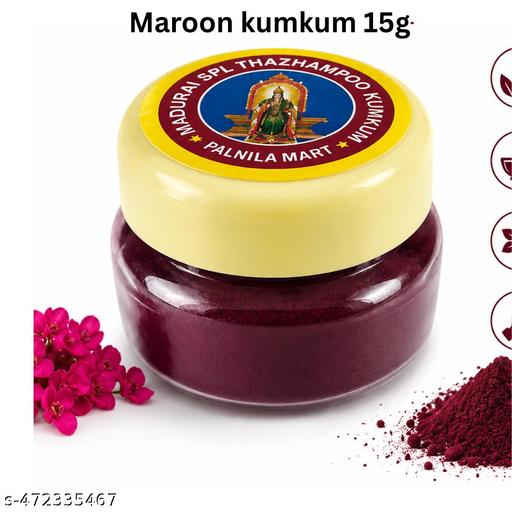 Maroon kumkum 15g
MADURAI SPL THAZHAMPOO KUMKUM
PALNILA MART
s-472335467